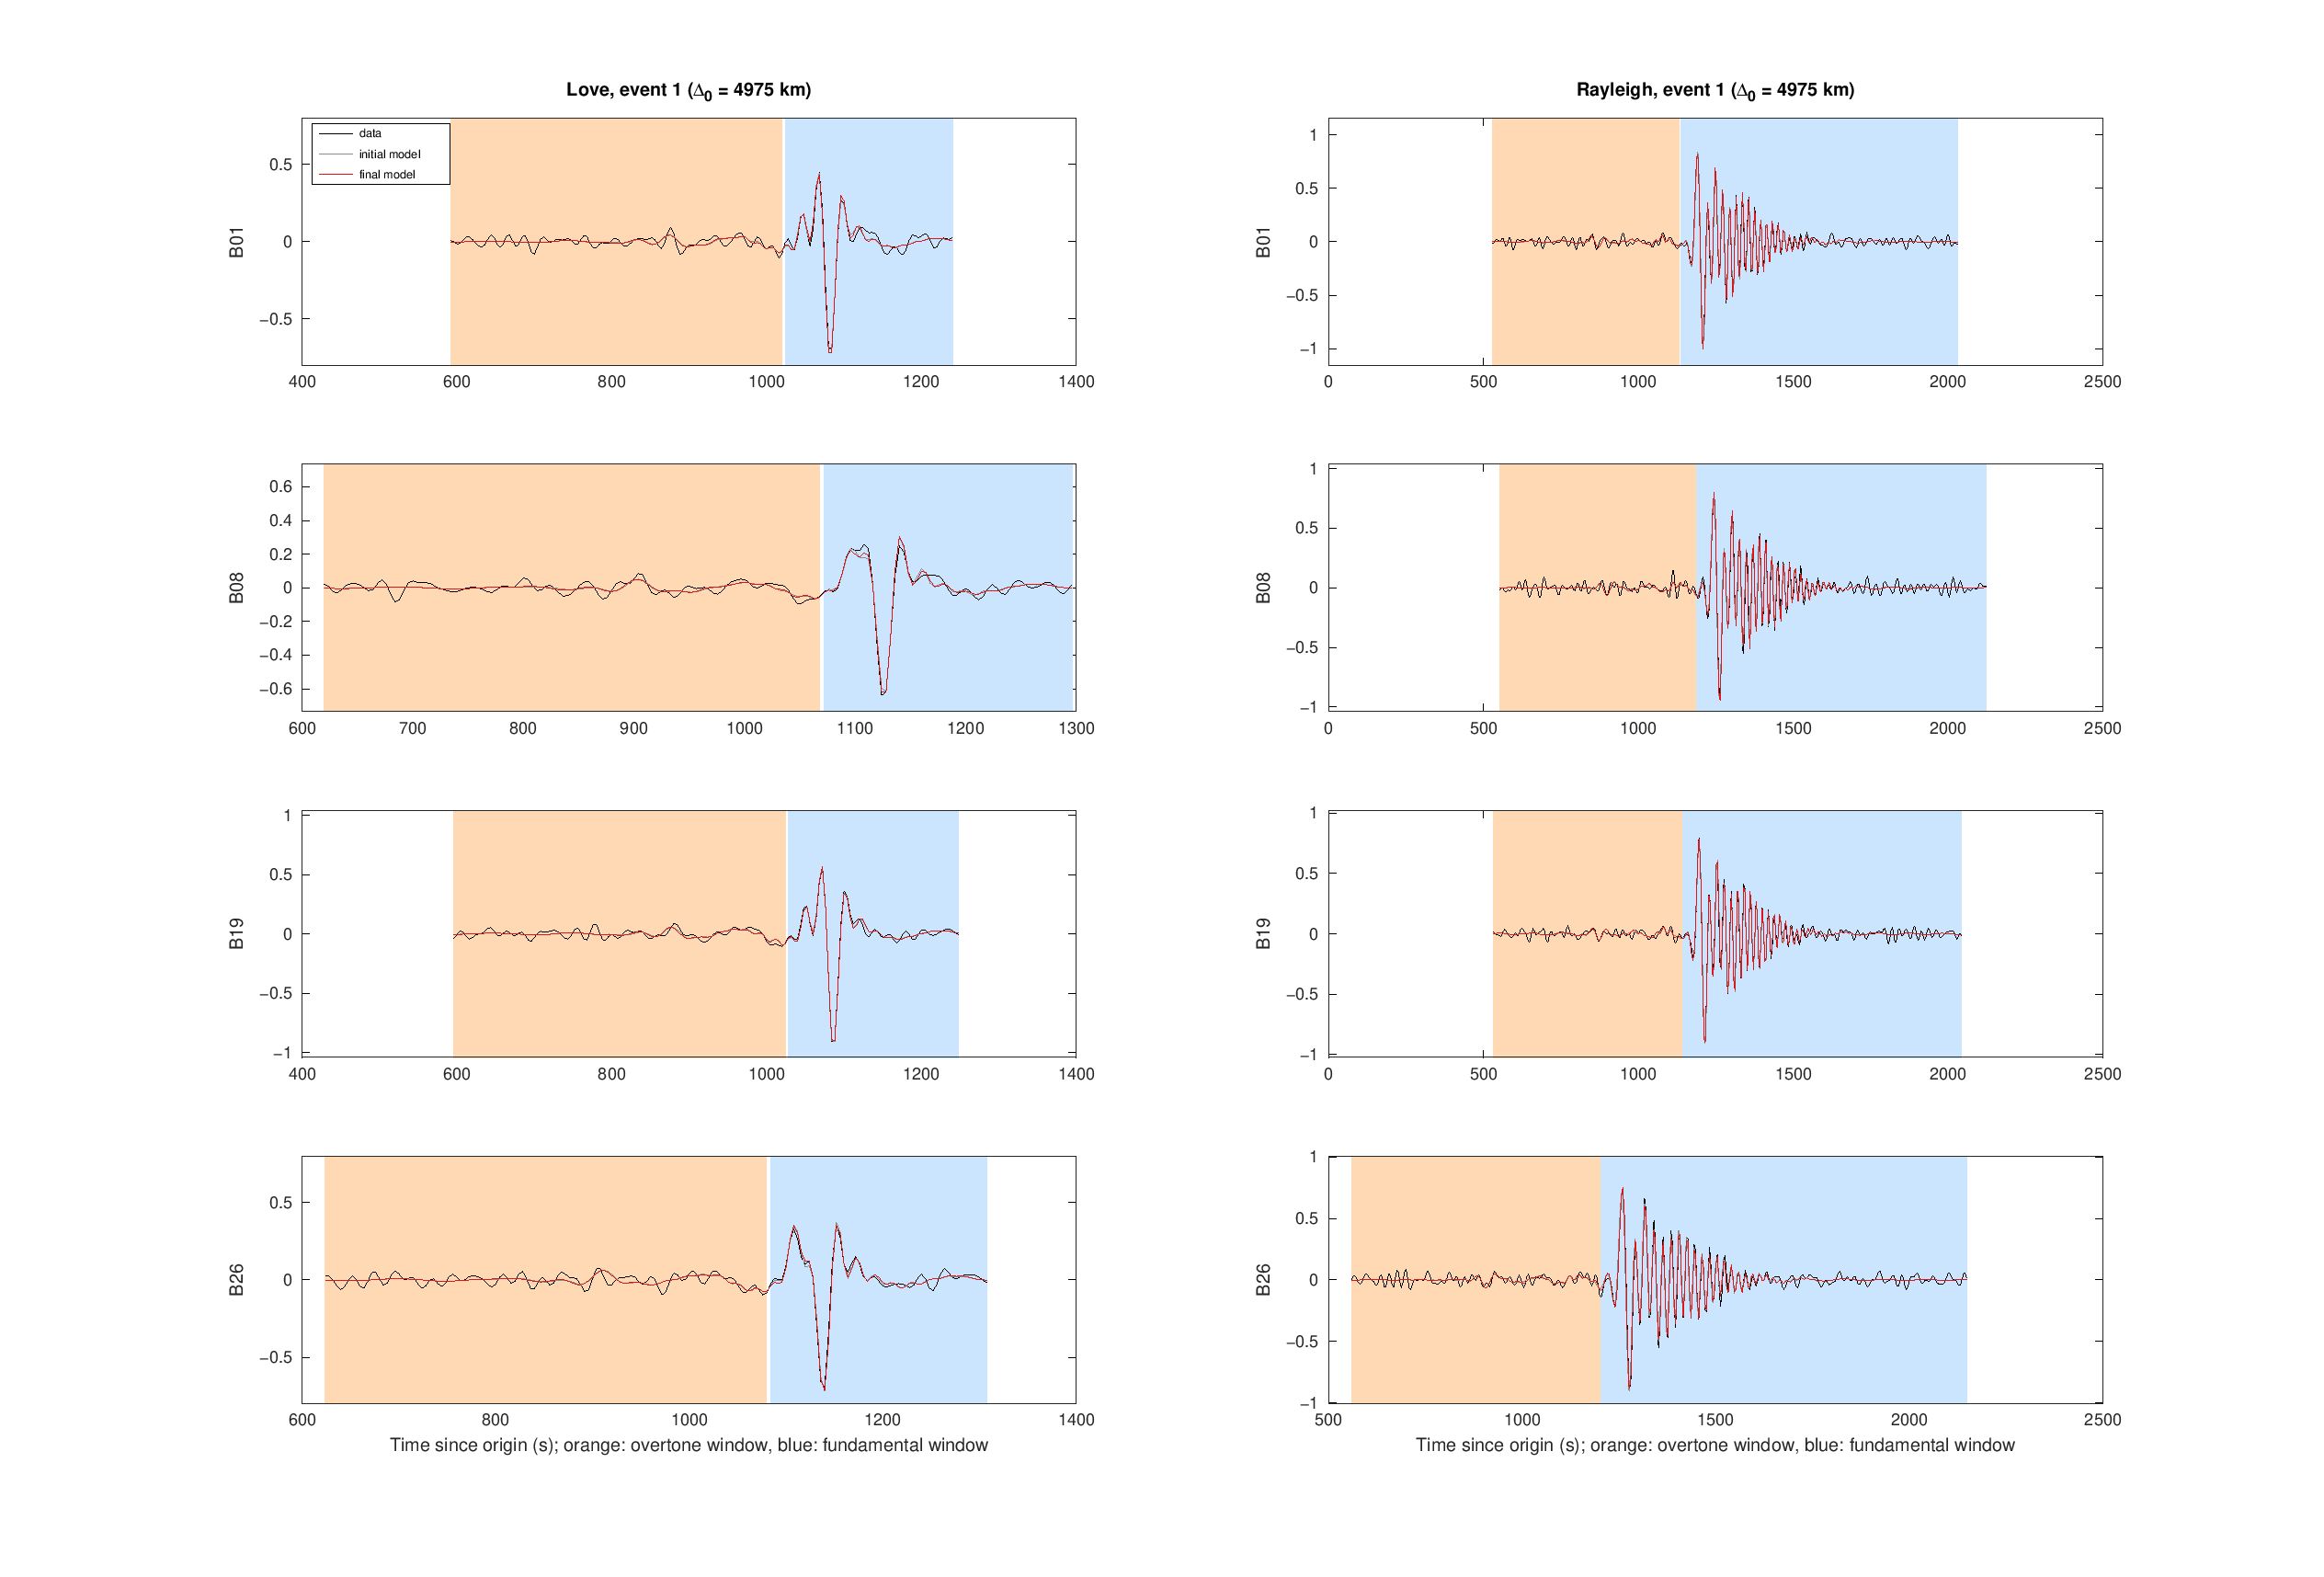 Love, event 1 (Δ0 = 4975 km)
data
initial model
final model
0.5
0
−0.5
B01
400 600 800 1000 1200 1400
0.6
0.4
0.2
0
−0.2
−0.4
−0.6
B08
600 700 800 900 1000 1100 1200 1300
1
0.5
0
−0.5
−1
B19
400 600 800 1000 1200 1400
0.5
0
−0.5
B26
600 800 1000 1200 1400
Time since origin (s); orange: overtone window, blue: fundamental window
Rayleigh, event 1 (Δ0 = 4975 km)
1
0.5
0
−0.5
−1
B01
0 500 1000 1500 2000 2500
1
0.5
0
−0.5
−1
B08
0 500 1000 1500 2000 2500
1
0.5
0
−0.5
−1
B19
0 500 1000 1500 2000 2500
1
0.5
0
−0.5
−1
B26
500 1000 1500 2000 2500
Time since origin (s); orange: overtone window, blue: fundamental window